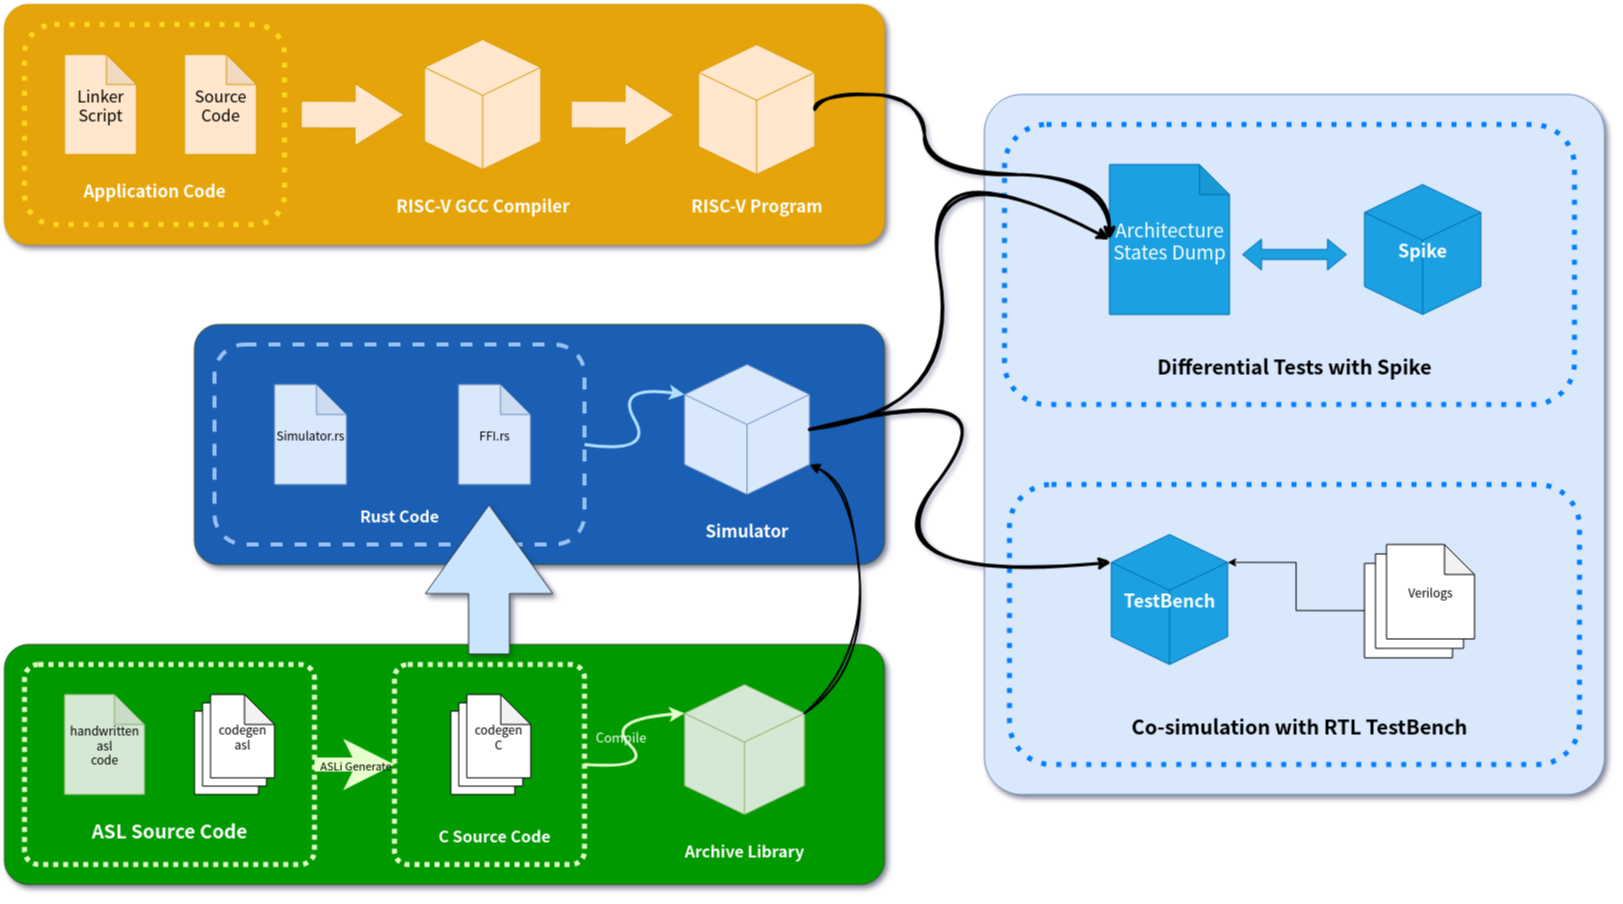 Linker
Script
Source
Code
Application Code
RISC-V GCC Compiler
RISC-V Program
Architecture
States Dump
Spike
Differential Tests with Spike
Simulator.rs
FFI.rs
Rust Code
Simulator
TestBench
Verilogs
Co-simulation with RTL TestBench
handwritten
asl
code
codegen
asl
ASL Source Code
ASLi Generate
codegen
C
C Source Code
Compile
Archive Library